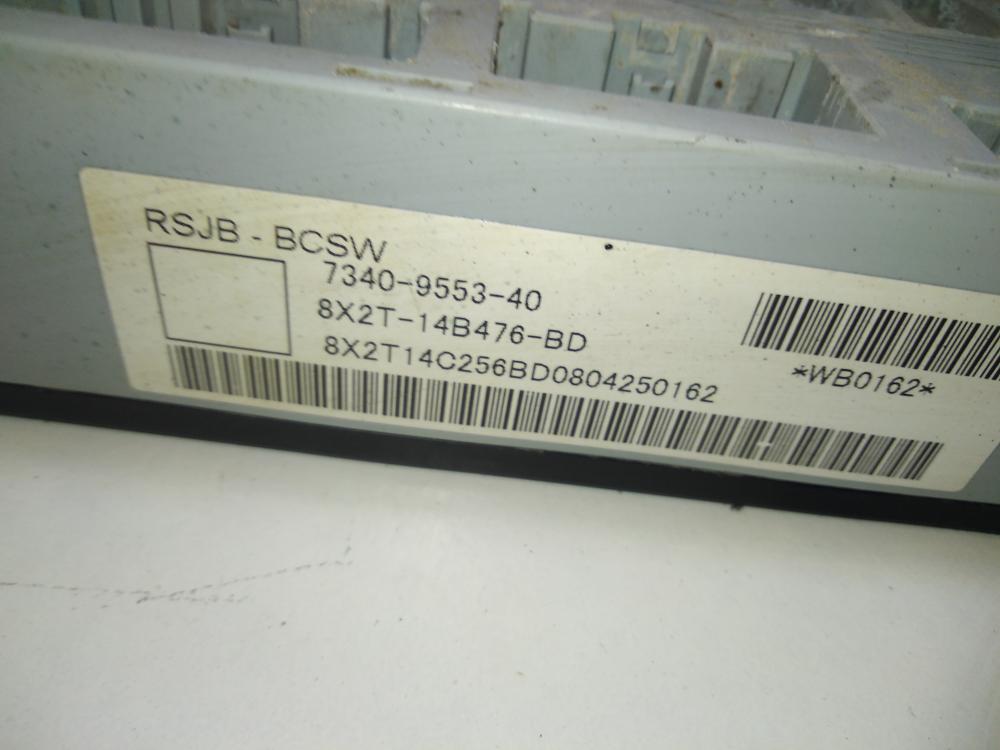 RSJB - BCSW
7340-9553-40
8X2T-14B476-BD
8X2T14C256BD0804250162
*WB0162*